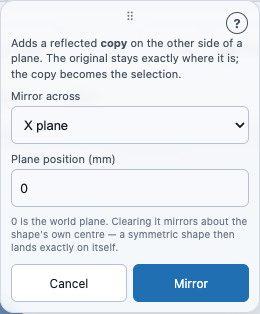 ?
Adds a reflected copy on the other side of a
plane. The original stays exactly where it is;
the copy becomes the selection.
Mirror across
X plane
Plane position (mm)
0
0 is the world plane. Clearing it mirrors about the
shape's own centre — a symmetric shape then
lands exactly on itself.
Cancel
Mirror